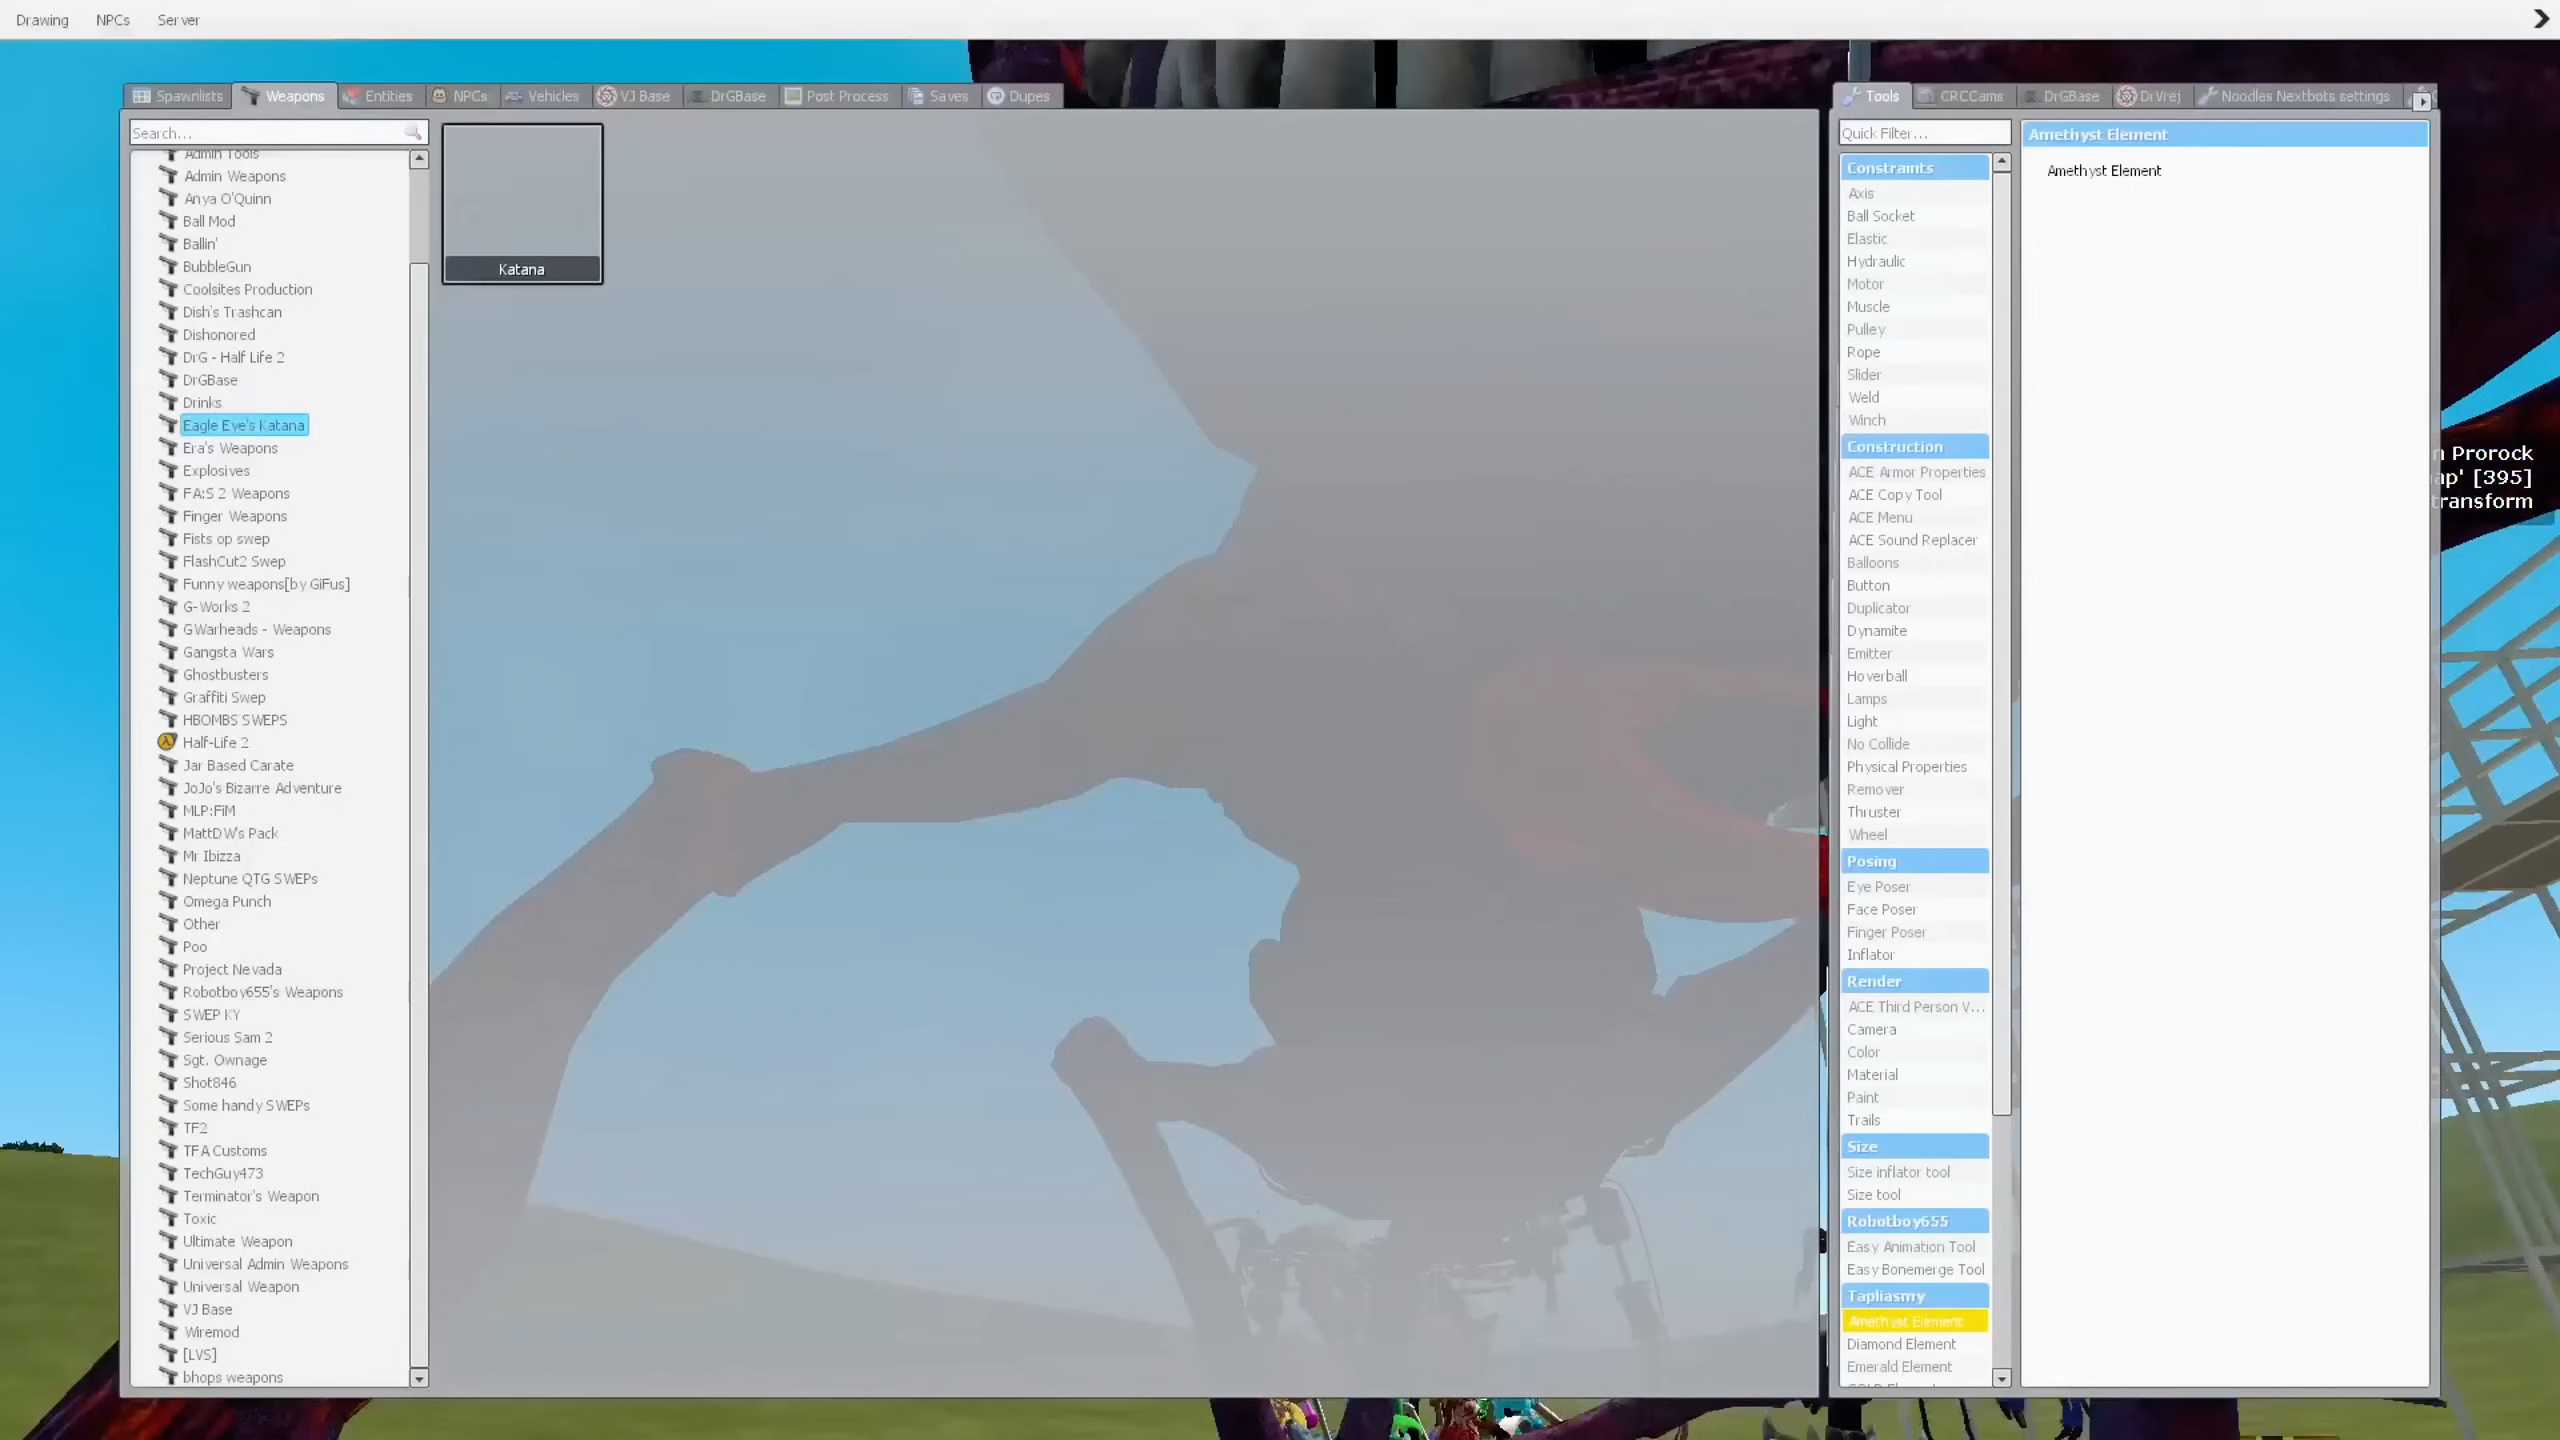 Drawing NPCs Server
Spawnlists Weapons Entities NPCs Vehicles VJ Base DrGBase Post Process Saves Dupes
Search...
Admin Tools
Admin Weapons
Anya O'Quinn
Ball Mod
Ballin'
BubbleGun
Coolsites Production
Dish's Trashcan
Dishonored
DrG - Half Life 2
DrGBase
Drinks
Eagle Eye's Katana
Era's Weapons
Explosives
FA:S 2 Weapons
Finger Weapons
Fists op swep
FlashCut2 Swep
Funny weapons[by GiFus]
G-Works 2
GWarheads - Weapons
Gangsta Wars
Ghostbusters
Graffiti Swep
HBOMBS SWEPS
Half-Life 2
Jar Based Carate
JoJo's Bizarre Adventure
MLP:FiM
MattDW's Pack
Mr Ibizza
Neptune QTG SWEPs
Omega Punch
Other
Poo
Project Nevada
Robotboy655's Weapons
SWEP KY
Serious Sam 2
Sgt. Ownage
Shot846
Some handy SWEPs
TF2
TFA Customs
TechGuy473
Terminator's Weapon
Toxic
Ultimate Weapon
Universal Admin Weapons
Universal Weapon
VJ Base
Wiremod
[LVS]
bhops weapons
Katana
Tools CRCCams DrGBase DrVrej Noodles Nextbots settings
Quick Filter...
Constraints
Axis
Ball Socket
Elastic
Hydraulic
Motor
Muscle
Pulley
Rope
Slider
Weld
Winch
Construction
ACE Armor Properties
ACE Copy Tool
ACE Menu
ACE Sound Replacer
Balloons
Button
Duplicator
Dynamite
Emitter
Hoverball
Lamps
Light
No Collide
Physical Properties
Remover
Thruster
Wheel
Posing
Eye Poser
Face Poser
Finger Poser
Inflator
Render
ACE Third Person V...
Camera
Color
Material
Paint
Trails
Size
Size inflator tool
Size tool
Robotboy655
Easy Animation Tool
Easy Bonemerge Tool
Tapliasmy
Amethyst Element
Diamond Element
Emerald Element
Amethyst Element
Amethyst Element
n Prorock
ap' [395]
transform